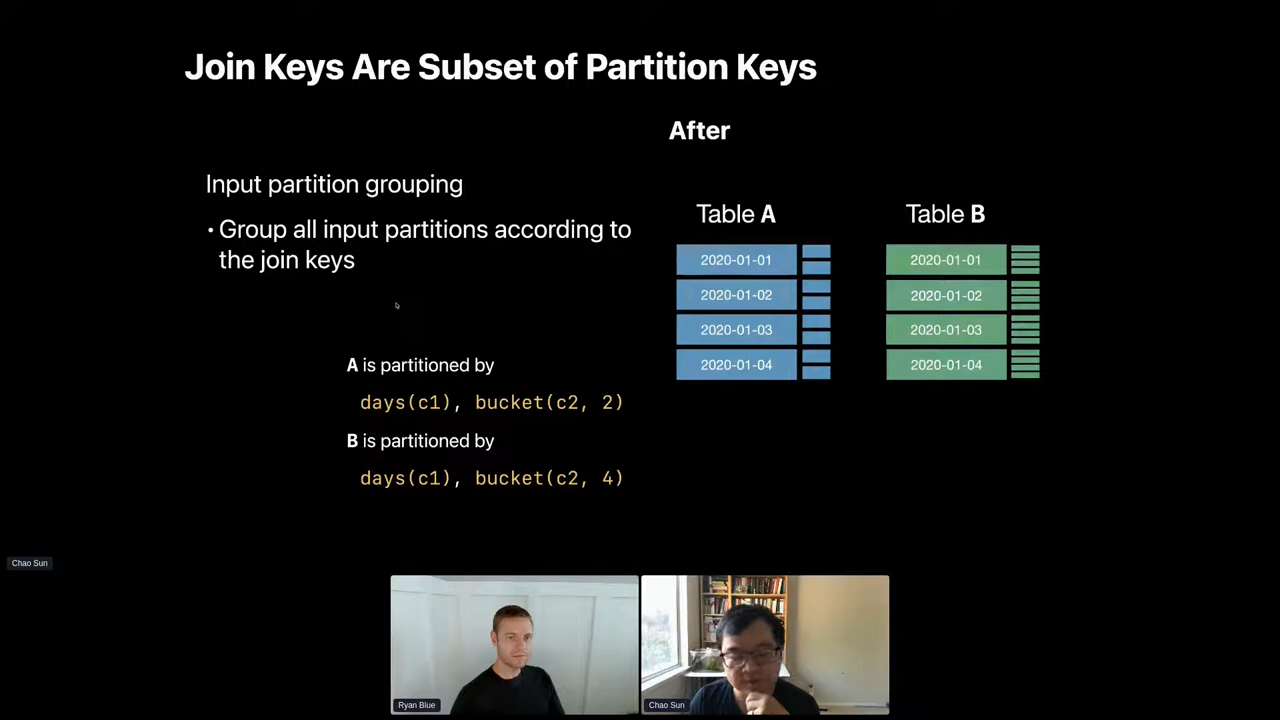 Join Keys Are Subset of Partition Keys
After
Input partition grouping
• Group all input partitions according to
the join keys
Table A
Table B
2020-01-01
2020-01-02
2020-01-03
2020-01-04
2020-01-01
2020-01-02
2020-01-03
2020-01-04
A is partitioned by
days(c1), bucket(c2, 2)
B is partitioned by
days(c1), bucket(c2, 4)
Chao Sun
Ryan Blue
Chao Sun